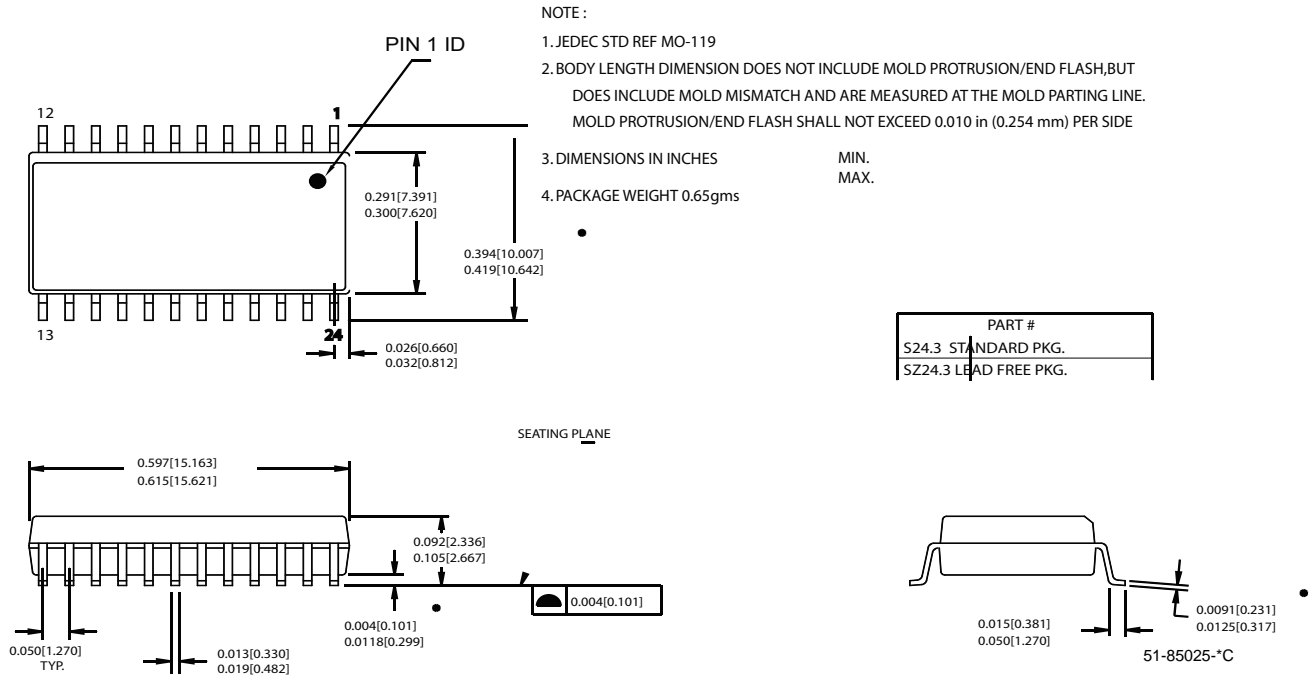 NOTE :
PIN 1 ID
1. JEDEC STD REF MO-119
2. BODY LENGTH DIMENSION DOES NOT INCLUDE MOLD PROTRUSION/END FLASH,BUT
DOES INCLUDE MOLD MISMATCH AND ARE MEASURED AT THE MOLD PARTING LINE.
MOLD PROTRUSION/END FLASH SHALL NOT EXCEED 0.010 in (0.254 mm) PER SIDE
3. DIMENSIONS IN INCHES
MIN.
MAX.
4. PACKAGE WEIGHT 0.65gms
12
1
0.291[7.391]
0.300[7.620]
0.394[10.007]
0.419[10.642]
13
24
0.026[0.660]
0.032[0.812]
PART #
S24.3 STANDARD PKG.
SZ24.3 LEAD FREE PKG.
SEATING PLANE
0.597[15.163]
0.615[15.621]
0.092[2.336]
0.105[2.667]
0.004[0.101]
0.004[0.101]
0.0118[0.299]
0.050[1.270]
TYP.
0.013[0.330]
0.019[0.482]
0.015[0.381]
0.050[1.270]
0.0091[0.231]
0.0125[0.317]
51-85025-*C